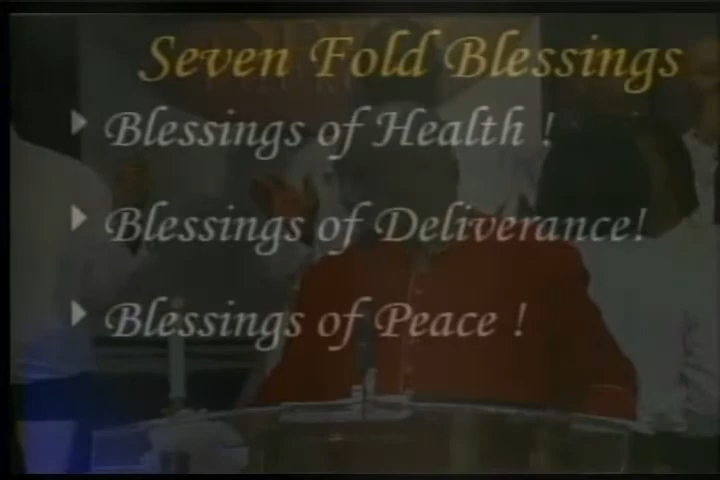 Seven Fold Blessings
Blessings of Health !
Blessings of Deliverance!
Blessings of Peace !